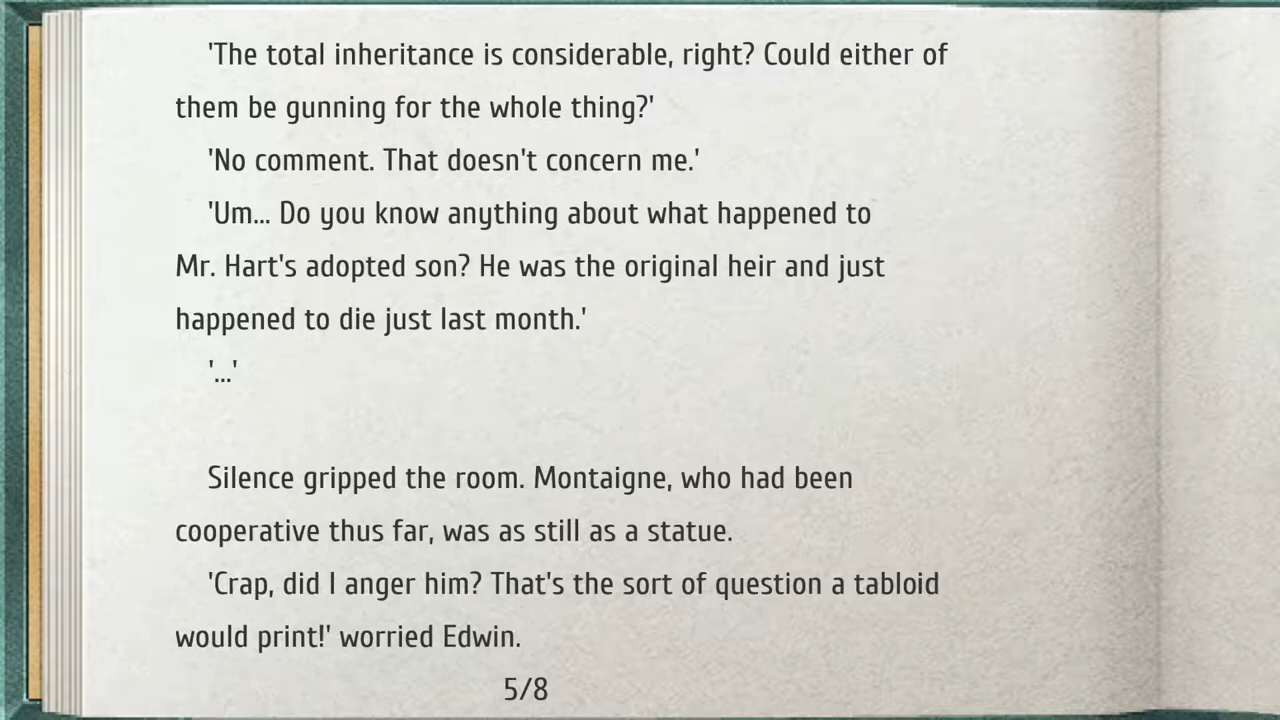 'The total inheritance is considerable, right? Could either of
them be gunning for the whole thing?'
'No comment. That doesn't concern me.'
'Um... Do you know anything about what happened to
Mr. Hart's adopted son? He was the original heir and just
happened to die just last month.'
'...'
Silence gripped the room. Montaigne, who had been
cooperative thus far, was as still as a statue.
'Crap, did I anger him? That's the sort of question a tabloid
would print!' worried Edwin.
5/8